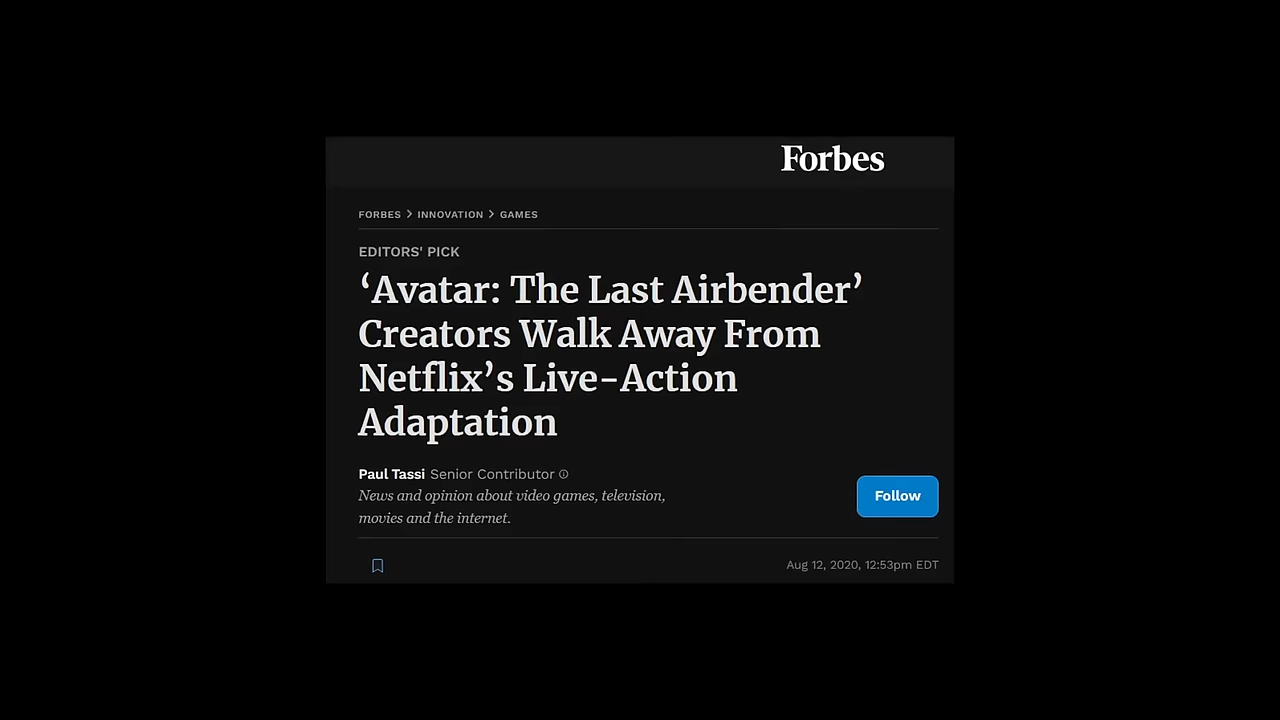 Forbes
FORBES > INNOVATION > GAMES
EDITORS' PICK
‘Avatar: The Last Airbender’
Creators Walk Away From
Netflix’s Live-Action
Adaptation
Paul Tassi Senior Contributor
News and opinion about video games, television,
movies and the internet.
Follow
Aug 12, 2020, 12:53pm EDT